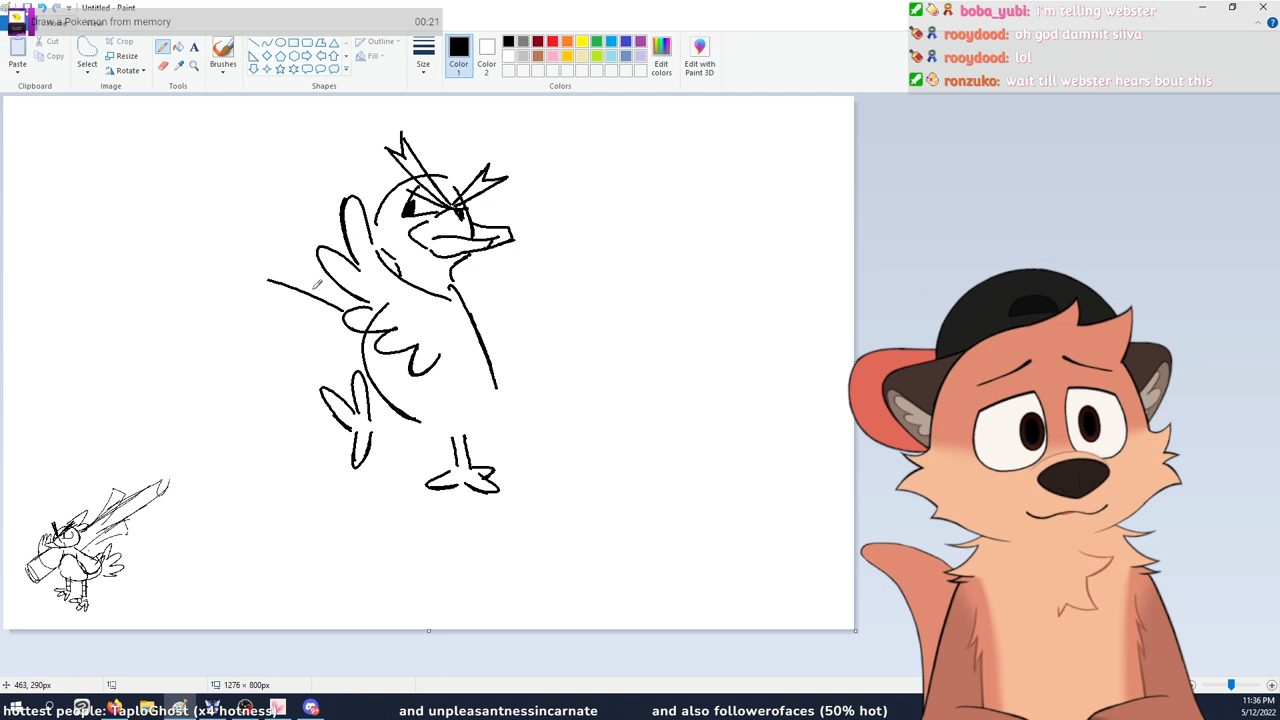 Untitled - Paint
Draw a Pokemon from memory
00:21
Cut
Copy
Paste
Clipboard
Crop
Resize
Rotate
Select
Image
A
Tools
Brushes
Outline
Fill
Shapes
Size
Color
1
Color
2
Edit
colors
Edit with
Paint 3D
Colors
boba_yubi: i'm telling webster
rooydood: oh god damnit siiva
rooydood: lol
ronzuko: wait till webster hears bout this
463, 290px
1276 × 800px
11:36 PM
5/12/2022
hottest people: TaploGhost (x4 hotness)
and unpleasantnessincarnate
and also followerofaces (50% hot)